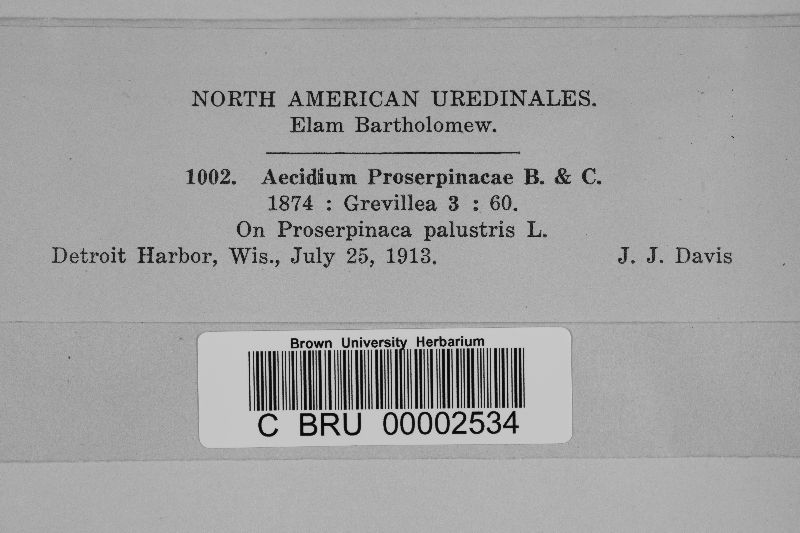 NORTH AMERICAN UREDINALES.
Elam Bartholomew.
1002. Aecidium Proserpinacae B. & C.
1874 : Grevillea 3 : 60.
On Proserpinaca palustris L.
Detroit Harbor, Wis., July 25, 1913. J. J. Davis
Brown University Herbarium
C BRU 00002534